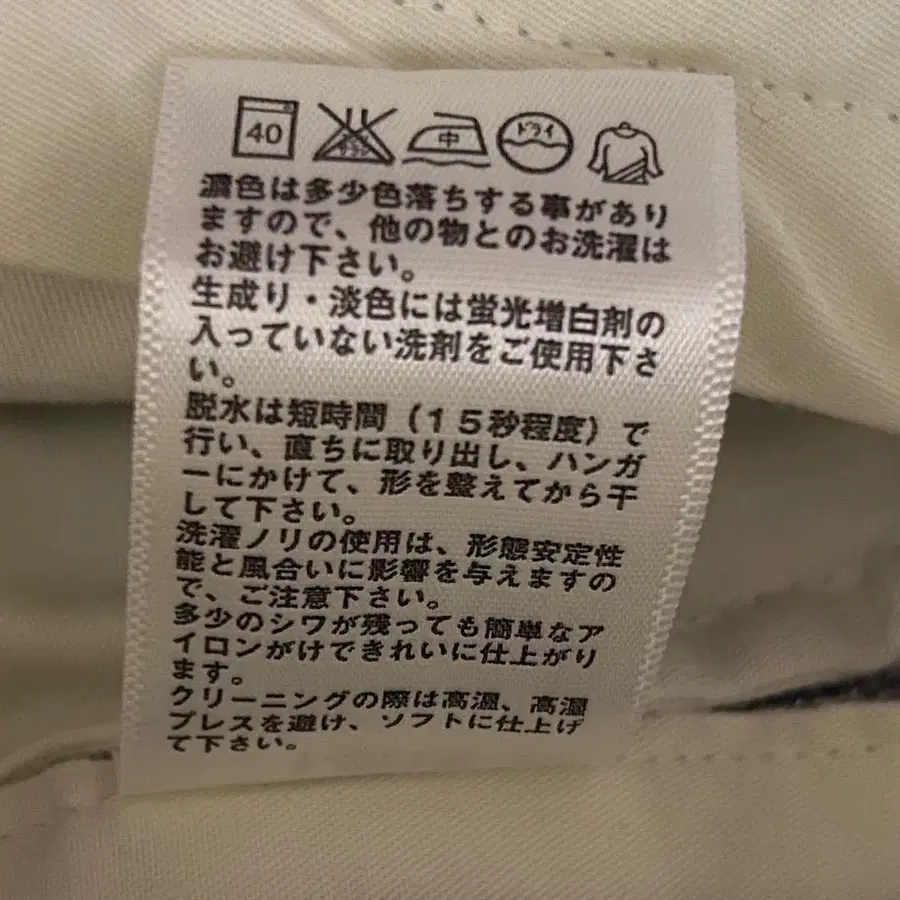 40 エンソサラシ 中 ドライ
濃色は多少色落ちする事があり
ますので、他の物とのお洗濯は
お避け下さい。
生成り・淡色には蛍光増白剤の
入っていない洗剤をご使用下さ
い。
脱水は短時間（１５秒程度）で
行い、直ちに取り出し、ハンガ
ーにかけて、形を整えてから干
して下さい。
洗濯ノリの使用は、形態安定性
能と風合いに影響を与えますの
で、ご注意下さい。
多少のシワが残っても簡単なア
イロンがけできれいに仕上がり
ます。
クリーニングの際は高温、高温
プレスを避け、ソフトに仕上げ
て下さい。